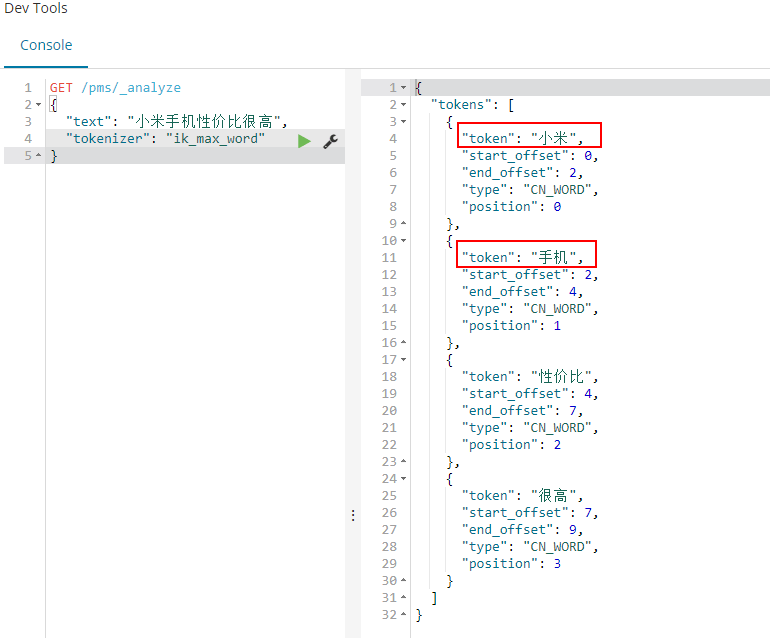 Dev Tools
Console
1 GET /pms/_analyze
2 {
3 "text": "小米手机性价比很高",
4 "tokenizer": "ik_max_word"
5 }
1 {
2 "tokens": [
3 {
4 "token": "小米",
5 "start_offset": 0,
6 "end_offset": 2,
7 "type": "CN_WORD",
8 "position": 0
9 },
10 {
11 "token": "手机",
12 "start_offset": 2,
13 "end_offset": 4,
14 "type": "CN_WORD",
15 "position": 1
16 },
17 {
18 "token": "性价比",
19 "start_offset": 4,
20 "end_offset": 7,
21 "type": "CN_WORD",
22 "position": 2
23 },
24 {
25 "token": "很高",
26 "start_offset": 7,
27 "end_offset": 9,
28 "type": "CN_WORD",
29 "position": 3
30 }
31 ]
32 }